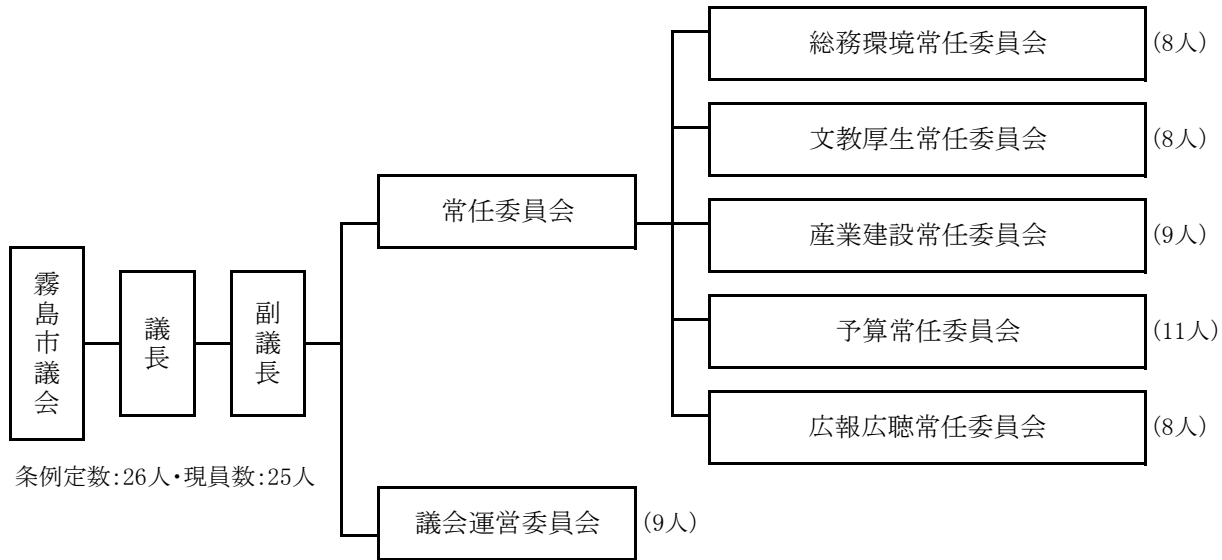 霧島市議会
議長
副議長
条例定数:26人・現員数:25人
常任委員会
総務環境常任委員会 (8人)
文教厚生常任委員会 (8人)
産業建設常任委員会 (9人)
予算常任委員会 (11人)
広報広聴常任委員会 (8人)
議会運営委員会 (9人)